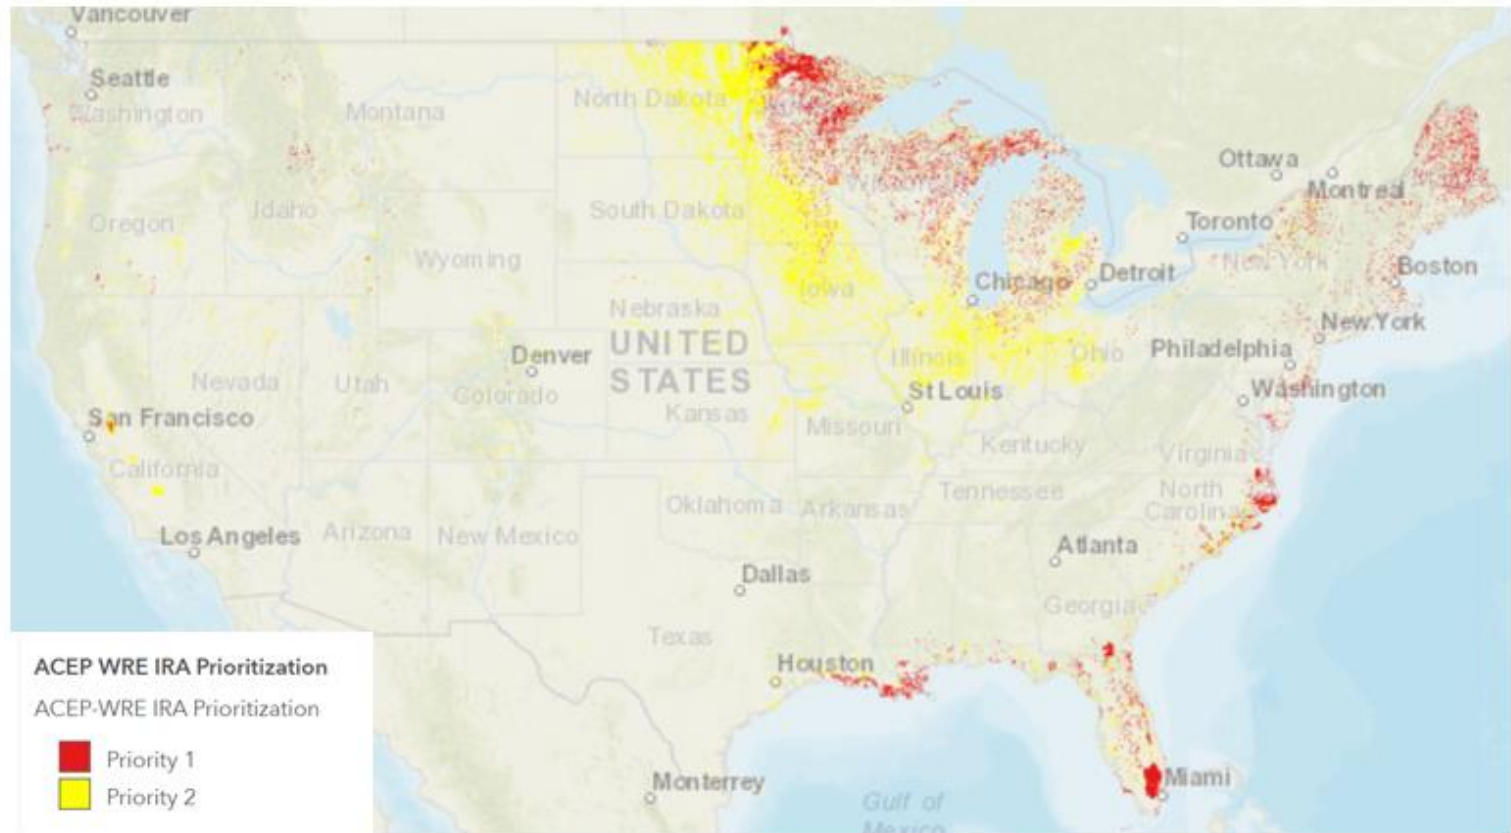 Vancouver
Seattle
Washington
Montana
North Dakota
Ottawa
Montreal
Oregon
Idaho
South Dakota
Wisconsin
Toronto
Wyoming
New York
Boston
Chicago
Detroit
Iowa
Nebraska
New York
UNITED
STATES
Denver
Illinois
Ohio
Philadelphia
Nevada
Utah
Colorado
St Louis
Washington
San Francisco
Kansas
Missouri
Kentucky
Virginia
California
Oklahoma
Arkansas
Tennessee
North
Carolina
Los Angeles
Arizona
New Mexico
Atlanta
Dallas
Georgia
Texas
Houston
ACEP WRE IRA Prioritization
ACEP-WRE IRA Prioritization
Priority 1
Priority 2
Monterrey
Miami
Gulf of
Mexico